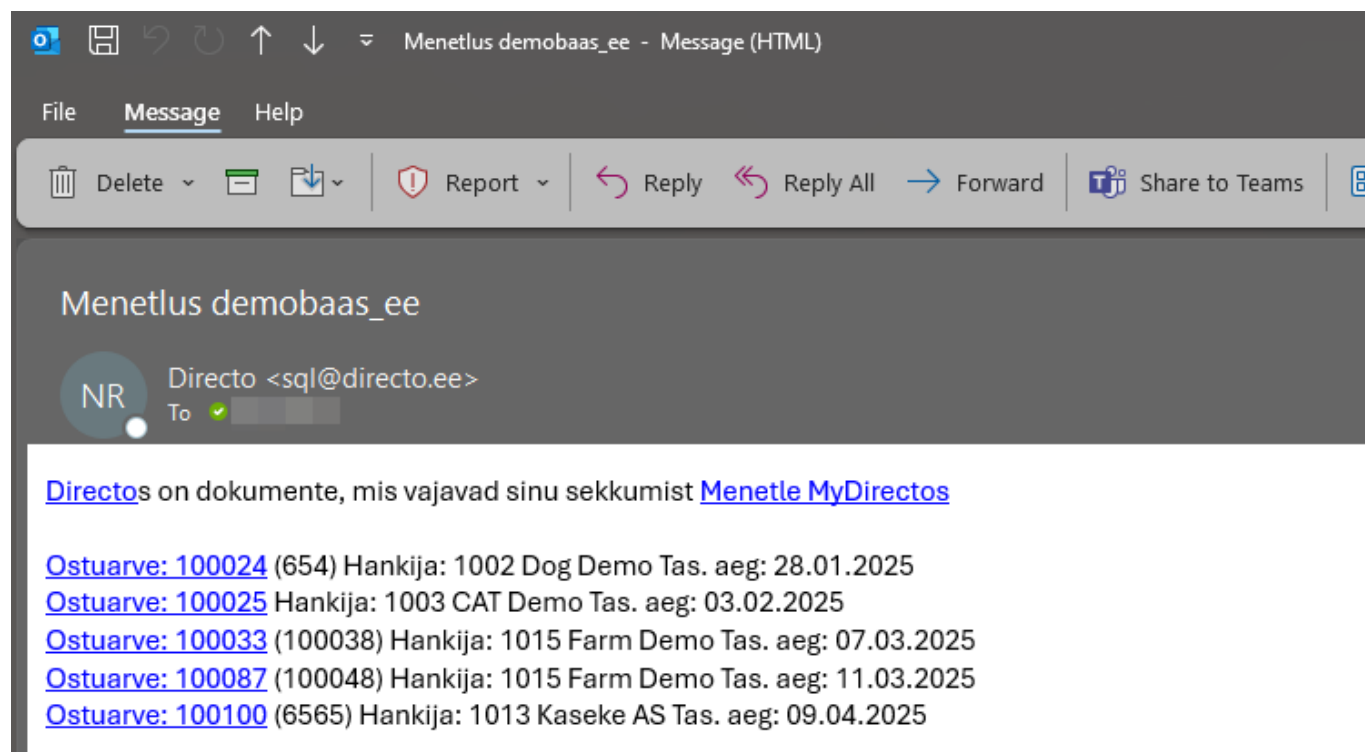 Menetlus demobaas_ee - Message (HTML)
File Message Help
Delete Report Reply Reply All Forward Share to Teams
Menetlus demobaas_ee
NR
Directo <sql@directo.ee>
To
Directos on dokumente, mis vajavad sinu sekkumist Menetle MyDirectos
Ostuarve: 100024 (654) Hankija: 1002 Dog Demo Tas. aeg: 28.01.2025
Ostuarve: 100025 Hankija: 1003 CAT Demo Tas. aeg: 03.02.2025
Ostuarve: 100033 (100038) Hankija: 1015 Farm Demo Tas. aeg: 07.03.2025
Ostuarve: 100087 (100048) Hankija: 1015 Farm Demo Tas. aeg: 11.03.2025
Ostuarve: 100100 (6565) Hankija: 1013 Kaseke AS Tas. aeg: 09.04.2025